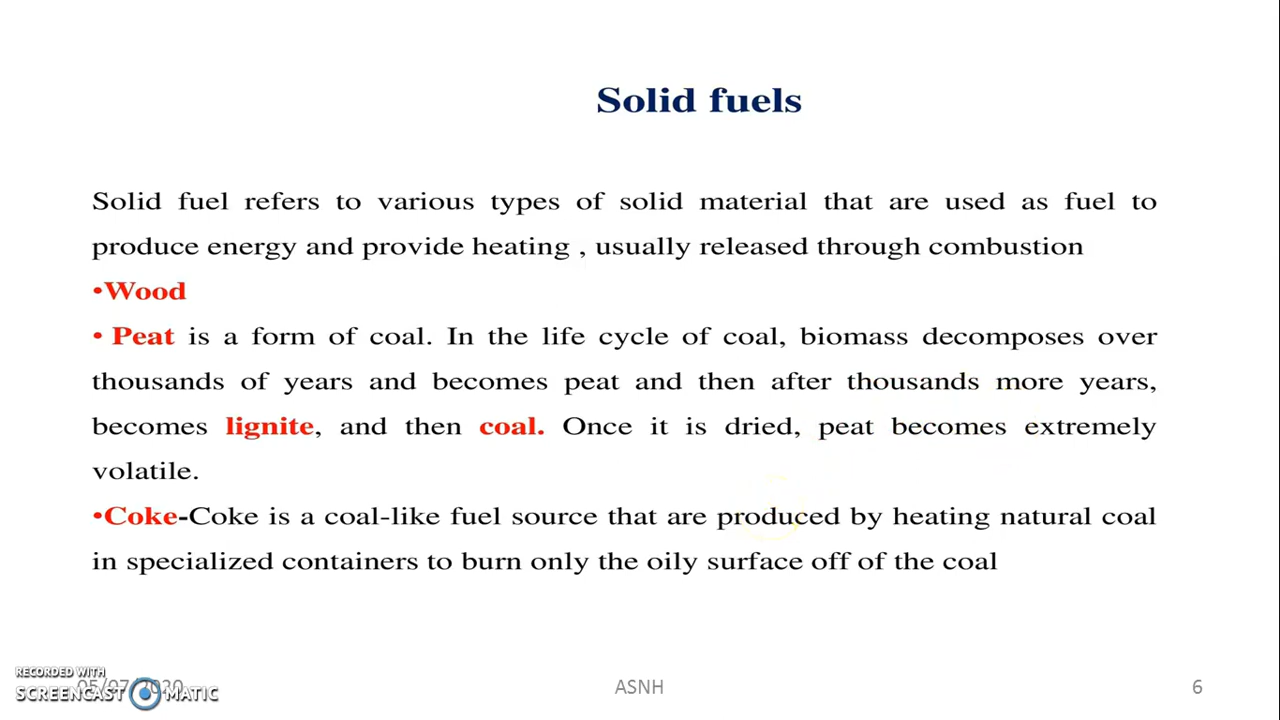 Solid fuels
Solid fuel refers to various types of solid material that are used as fuel to
produce energy and provide heating , usually released through combustion
•Wood
• Peat is a form of coal. In the life cycle of coal, biomass decomposes over
thousands of years and becomes peat and then after thousands more years,
becomes lignite, and then coal. Once it is dried, peat becomes extremely
volatile.
•Coke-Coke is a coal-like fuel source that are produced by heating natural coal
in specialized containers to burn only the oily surface off of the coal
RECORDED WITH
SCREENCAST MATIC
ASNH
6